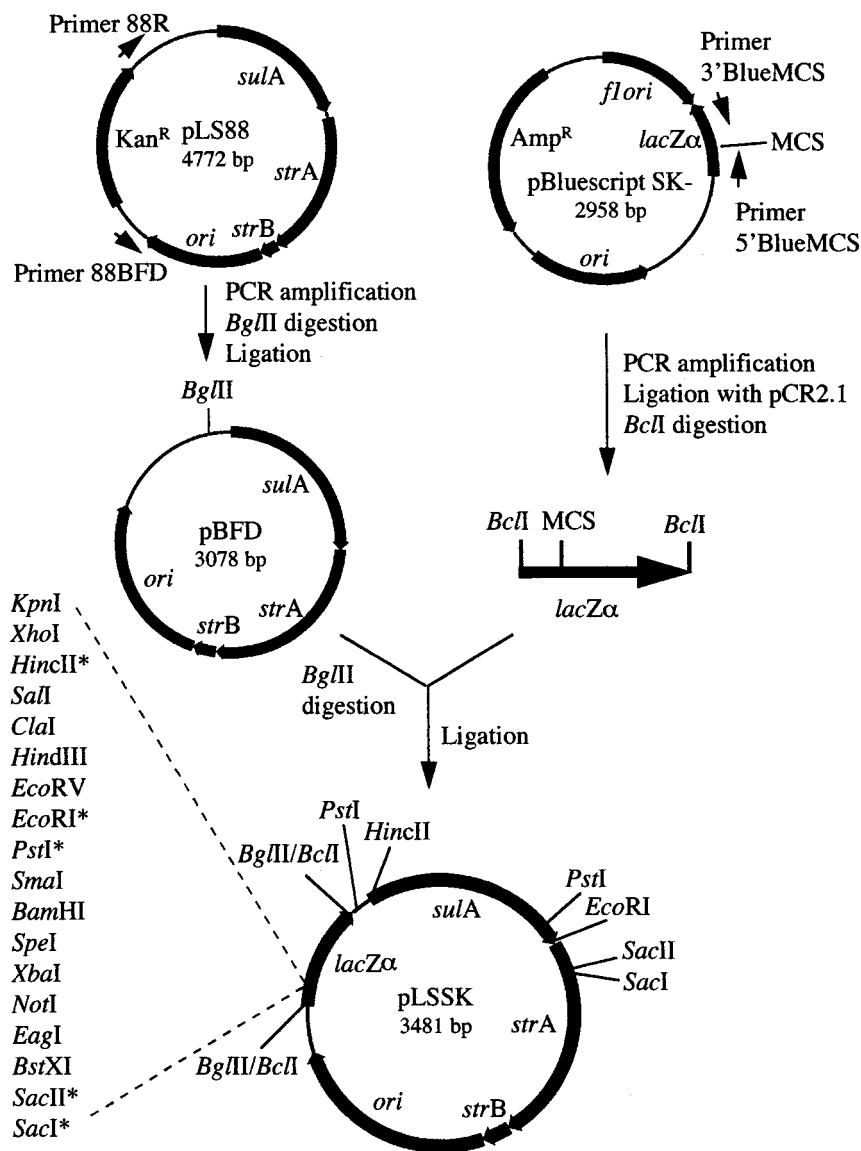 Primer 88R
sulA
KanR
pLS88
4772 bp
strA
strB
ori
Primer 88BFD
Primer
3'BlueMCS
f1ori
AmpR
lacZα
MCS
pBluescript SK-
2958 bp
Primer
5'BlueMCS
ori
PCR amplification
BglII digestion
Ligation
PCR amplification
Ligation with pCR2.1
BclI digestion
BglII
sulA
pBFD
3078 bp
ori
strA
strB
BclI MCS BclI
lacZα
BglII
digestion
Ligation
KpnI
XhoI
HincII*
SalI
ClaI
HindIII
EcoRV
EcoRI*
PstI*
SmaI
BamHI
SpeI
XbaI
NotI
EagI
BstXI
SacII*
SacI*
PstI
HincII
BglII/BclI
sulA
PstI
EcoRI
SacII
SacI
lacZα
pLSSK
3481 bp
strA
BglII/BclI
ori
strB